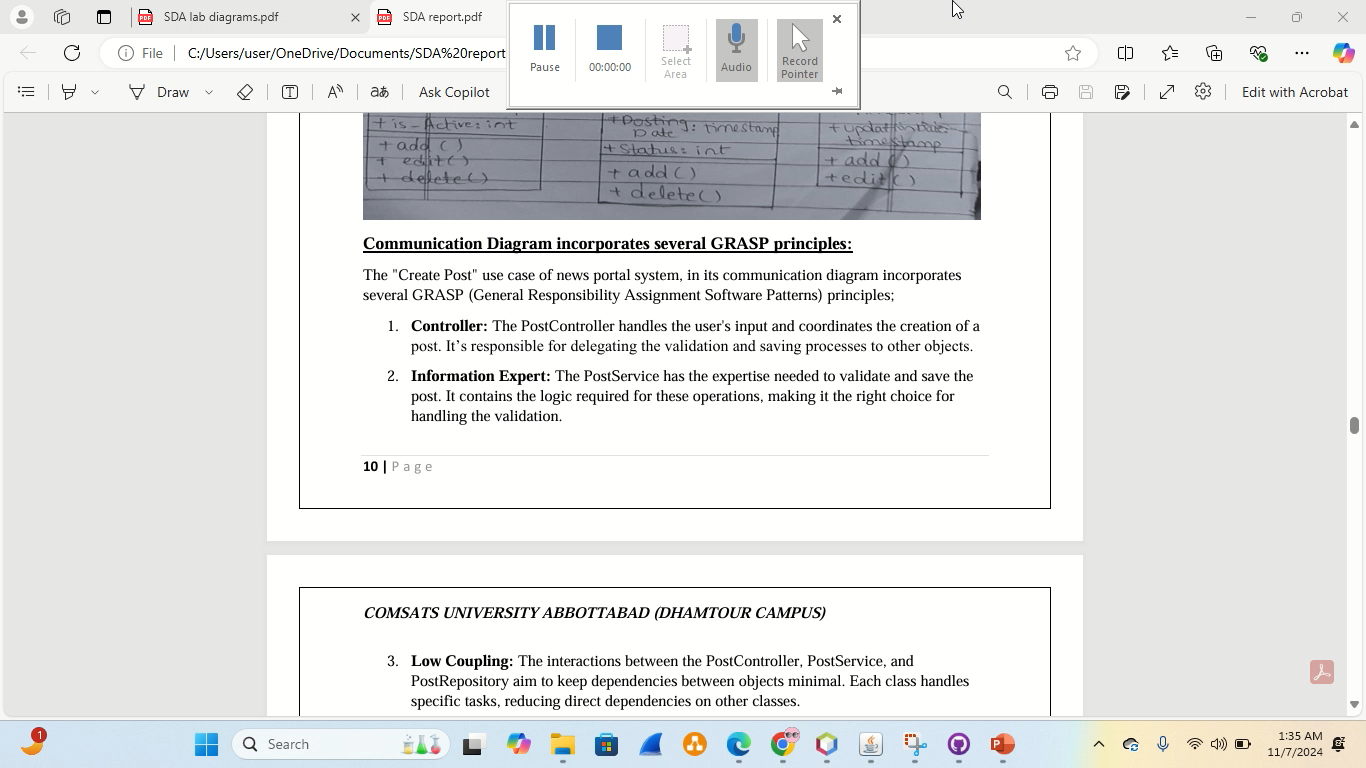 SDA lab diagrams.pdf
SDA report.pdf
File
C:/Users/user/OneDrive/Documents/SDA%20report
Pause
00:00:00
Select Area
Audio
Record Pointer
Draw
Ask Copilot
Edit with Acrobat
+ is-Active: int
+ add ()
+ edit()
+ delete()
+ Posting Date : timestamp
+ Status: int
+ add ()
+ delete()
timestamp
+ add ()
+ edit ()
Communication Diagram incorporates several GRASP principles:
The "Create Post" use case of news portal system, in its communication diagram incorporates
several GRASP (General Responsibility Assignment Software Patterns) principles;
1. Controller: The PostController handles the user's input and coordinates the creation of a
post. It's responsible for delegating the validation and saving processes to other objects.
2. Information Expert: The PostService has the expertise needed to validate and save the
post. It contains the logic required for these operations, making it the right choice for
handling the validation.
10 | Page
COMSATS UNIVERSITY ABBOTTABAD (DHAMTOUR CAMPUS)
3. Low Coupling: The interactions between the PostController, PostService, and
PostRepository aim to keep dependencies between objects minimal. Each class handles
specific tasks, reducing direct dependencies on other classes.
1
Search
1:35 AM
11/7/2024